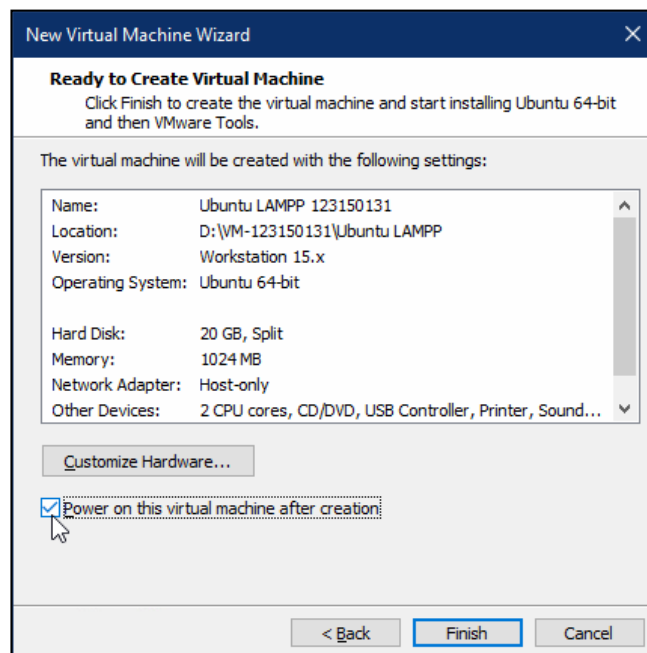 New Virtual Machine Wizard
Ready to Create Virtual Machine
Click Finish to create the virtual machine and start installing Ubuntu 64-bit
and then VMware Tools.
The virtual machine will be created with the following settings:
Name: Ubuntu LAMPP 123150131
Location: D:\VM-123150131\Ubuntu LAMPP
Version: Workstation 15.x
Operating System: Ubuntu 64-bit
Hard Disk: 20 GB, Split
Memory: 1024 MB
Network Adapter: Host-only
Other Devices: 2 CPU cores, CD/DVD, USB Controller, Printer, Sound...
Customize Hardware...
Power on this virtual machine after creation
< Back Finish Cancel